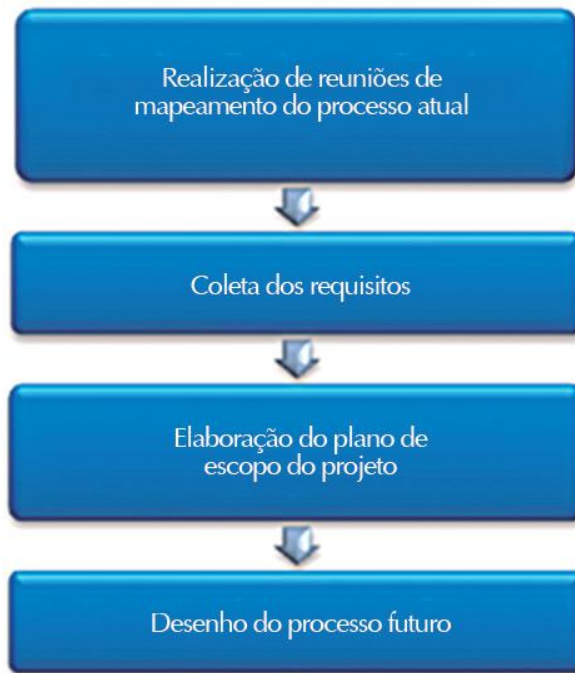 Realização de reuniões de
mapeamento do processo atual
Coleta dos requisitos
Elaboração do plano de
escopo do projeto
Desenho do processo futuro